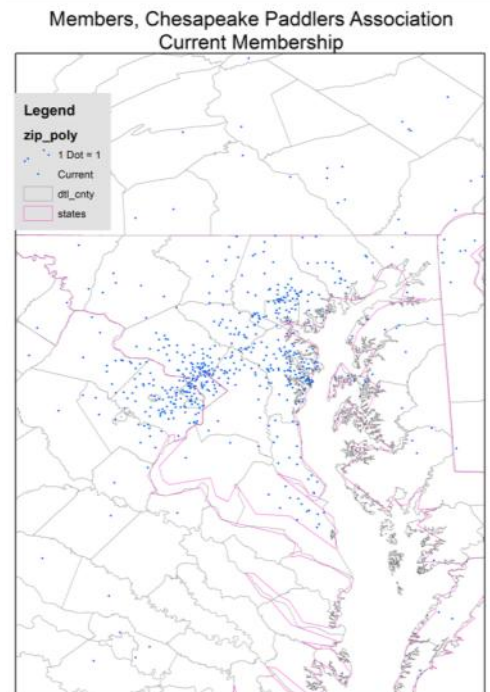 Members, Chesapeake Paddlers Association
Current Membership
Legend
zip_poly
1 Dot = 1
Current
dtl_cnty
states